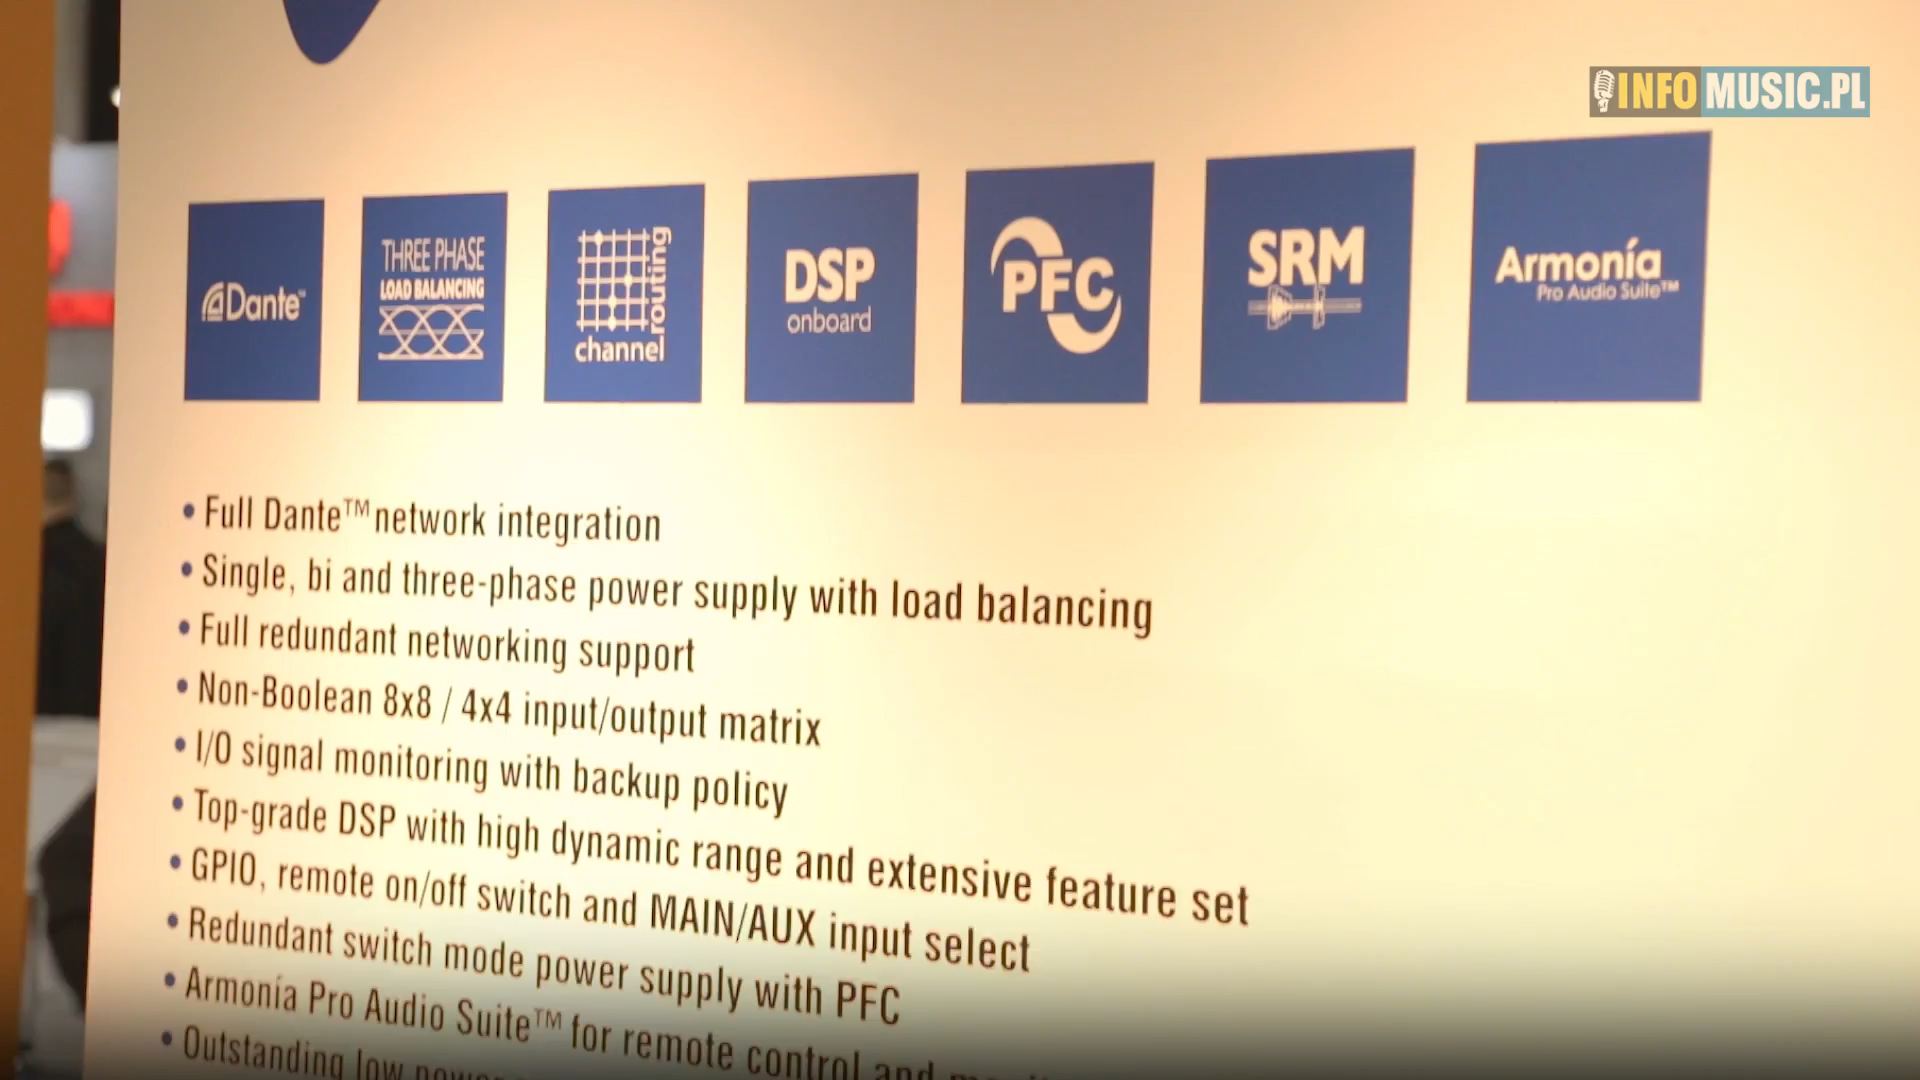 INFOMUSIC.PL
Dante™
THREE PHASE
LOAD BALANCING
channel
routing
DSP
onboard
PFC
SRM
Armonía
Pro Audio Suite™
• Full Dante™ network integration
• Single, bi and three-phase power supply with load balancing
• Full redundant networking support
• Non-Boolean 8x8 / 4x4 input/output matrix
• I/O signal monitoring with backup policy
• Top-grade DSP with high dynamic range and extensive feature set
• GPIO, remote on/off switch and MAIN/AUX input select
• Redundant switch mode power supply with PFC
• Armonía Pro Audio Suite™ for remote control and
• Outstanding low